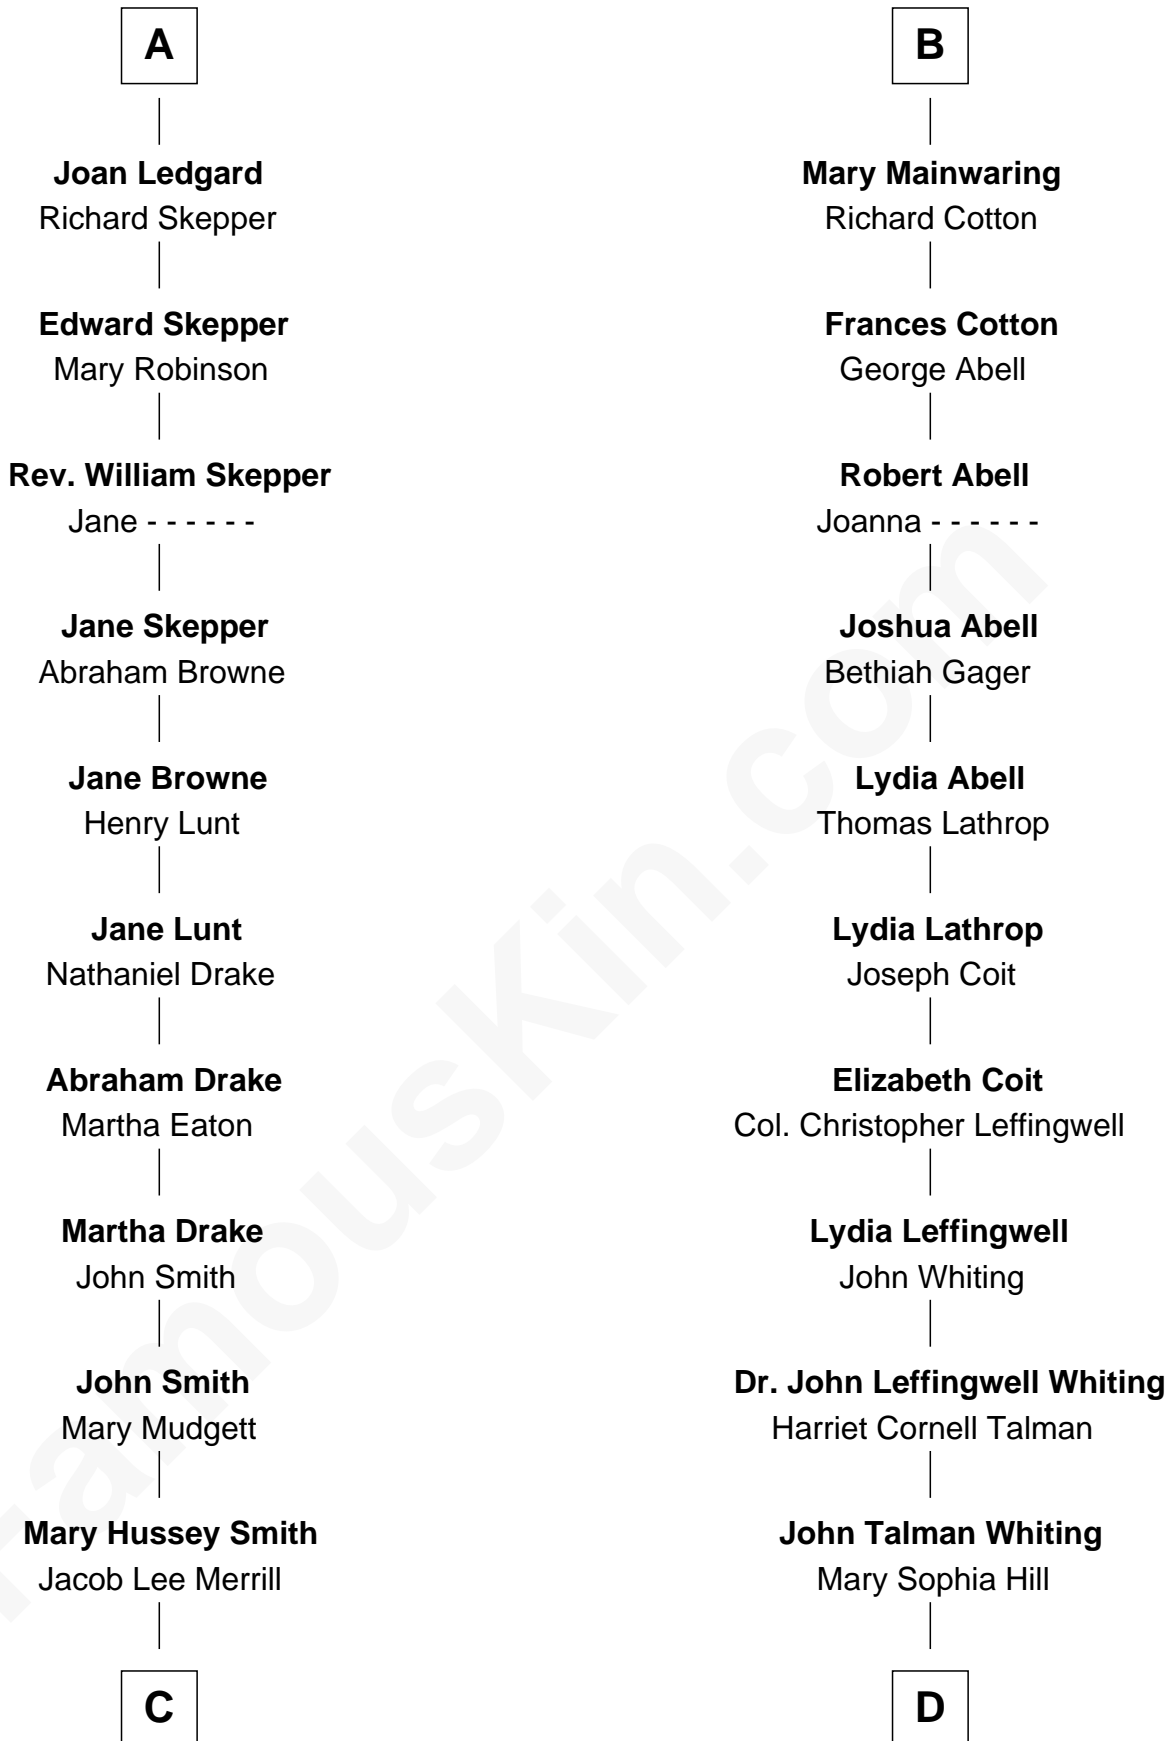 A
Joan Ledgard
Richard Skepper
Edward Skepper
Mary Robinson
Rev. William Skepper
Jane - - - - - -
Jane Skepper
Abraham Browne
Jane Browne
Henry Lunt
Jane Lunt
Nathaniel Drake
Abraham Drake
Martha Eaton
Martha Drake
John Smith
John Smith
Mary Mudgett
Mary Hussey Smith
Jacob Lee Merrill
C
B
Mary Mainwaring
Richard Cotton
Frances Cotton
George Abell
Robert Abell
Joanna - - - - - -
Joshua Abell
Bethiah Gager
Lydia Abell
Thomas Lathrop
Lydia Lathrop
Joseph Coit
Elizabeth Coit
Col. Christopher Leffingwell
Lydia Leffingwell
John Whiting
Dr. John Leffingwell Whiting
Harriet Cornell Talman
John Talman Whiting
Mary Sophia Hill
D
FamousKin.com